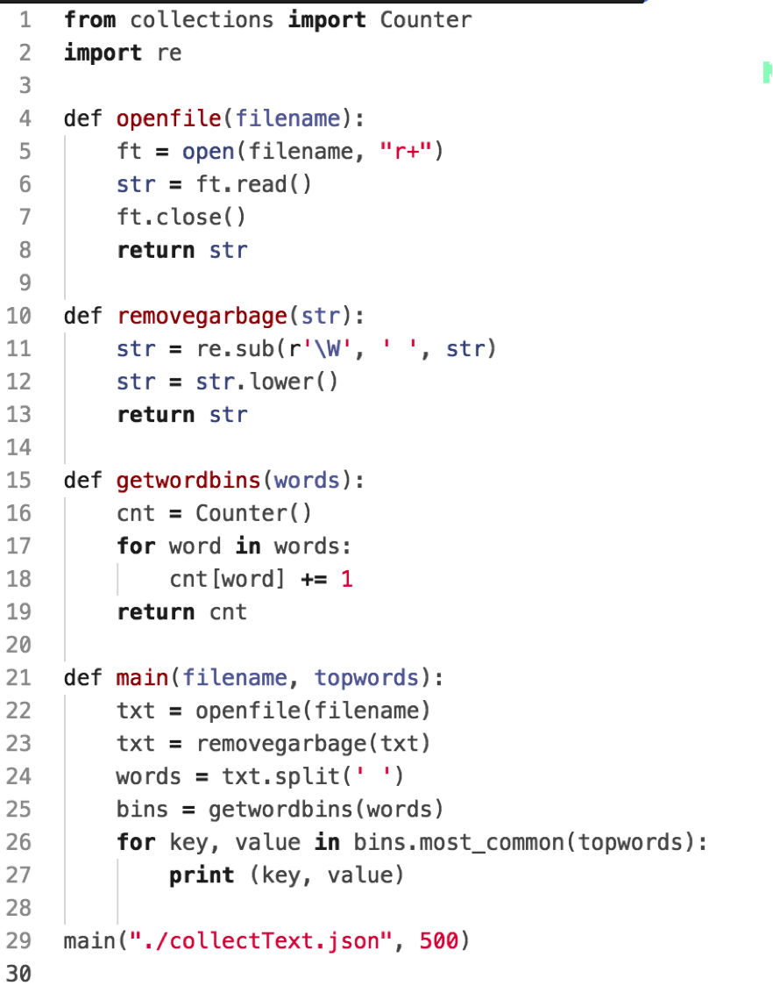 1 from collections import Counter
2 import re
3
4 def openfile(filename):
5     ft = open(filename, "r+")
6     str = ft.read()
7     ft.close()
8     return str
9
10 def removegarbage(str):
11     str = re.sub(r'\W', ' ', str)
12     str = str.lower()
13     return str
14
15 def getwordbins(words):
16     cnt = Counter()
17     for word in words:
18         cnt[word] += 1
19     return cnt
20
21 def main(filename, topwords):
22     txt = openfile(filename)
23     txt = removegarbage(txt)
24     words = txt.split(' ')
25     bins = getwordbins(words)
26     for key, value in bins.most_common(topwords):
27         print (key, value)
28
29 main("./collectText.json", 500)
30